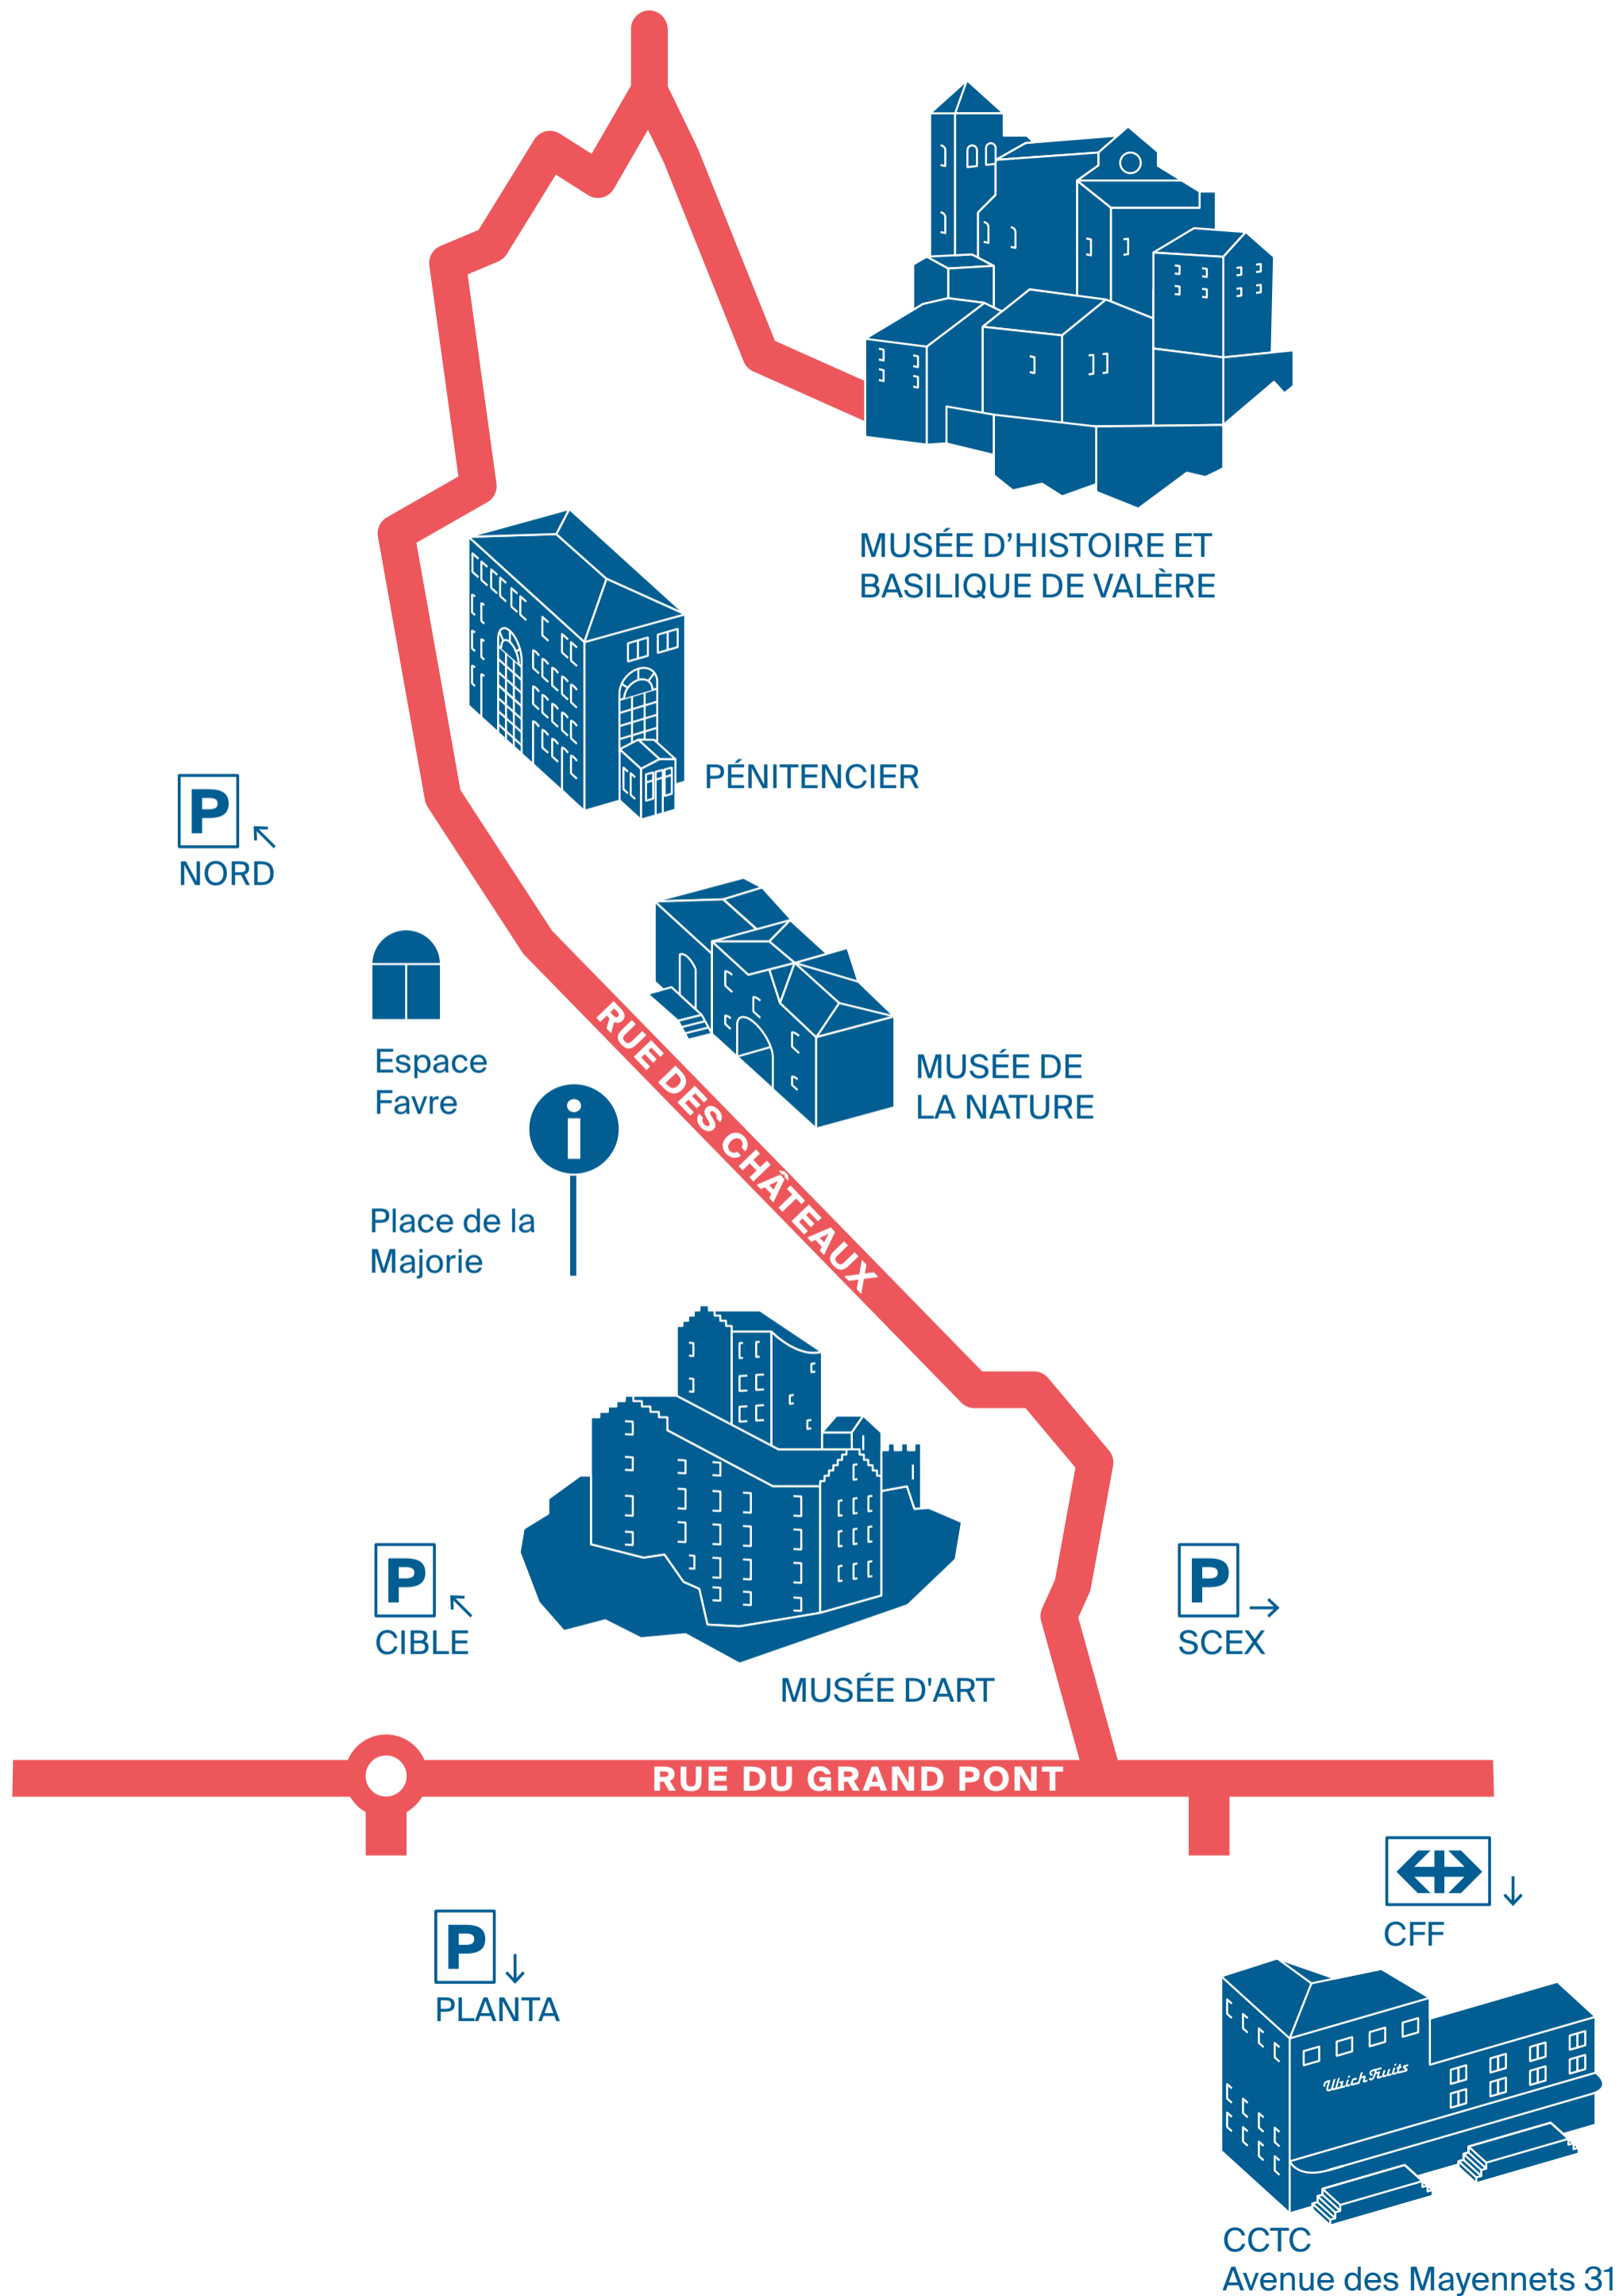 MUSÉE D’HISTOIRE ET
BASILIQUE DE VALÈRE
PÉNITENCIER
P
NORD
Espace
Favre
MUSÉE DE
LA NATURE
RUE DES CHÂTEAUX
i
Place de la
Majorie
P
CIBLE
P
SCEX
MUSÉE D'ART
RUE DU GRAND PONT
CFF
P
PLANTA
Ulrich Fruits
CCTC
Avenue des Mayennets 31